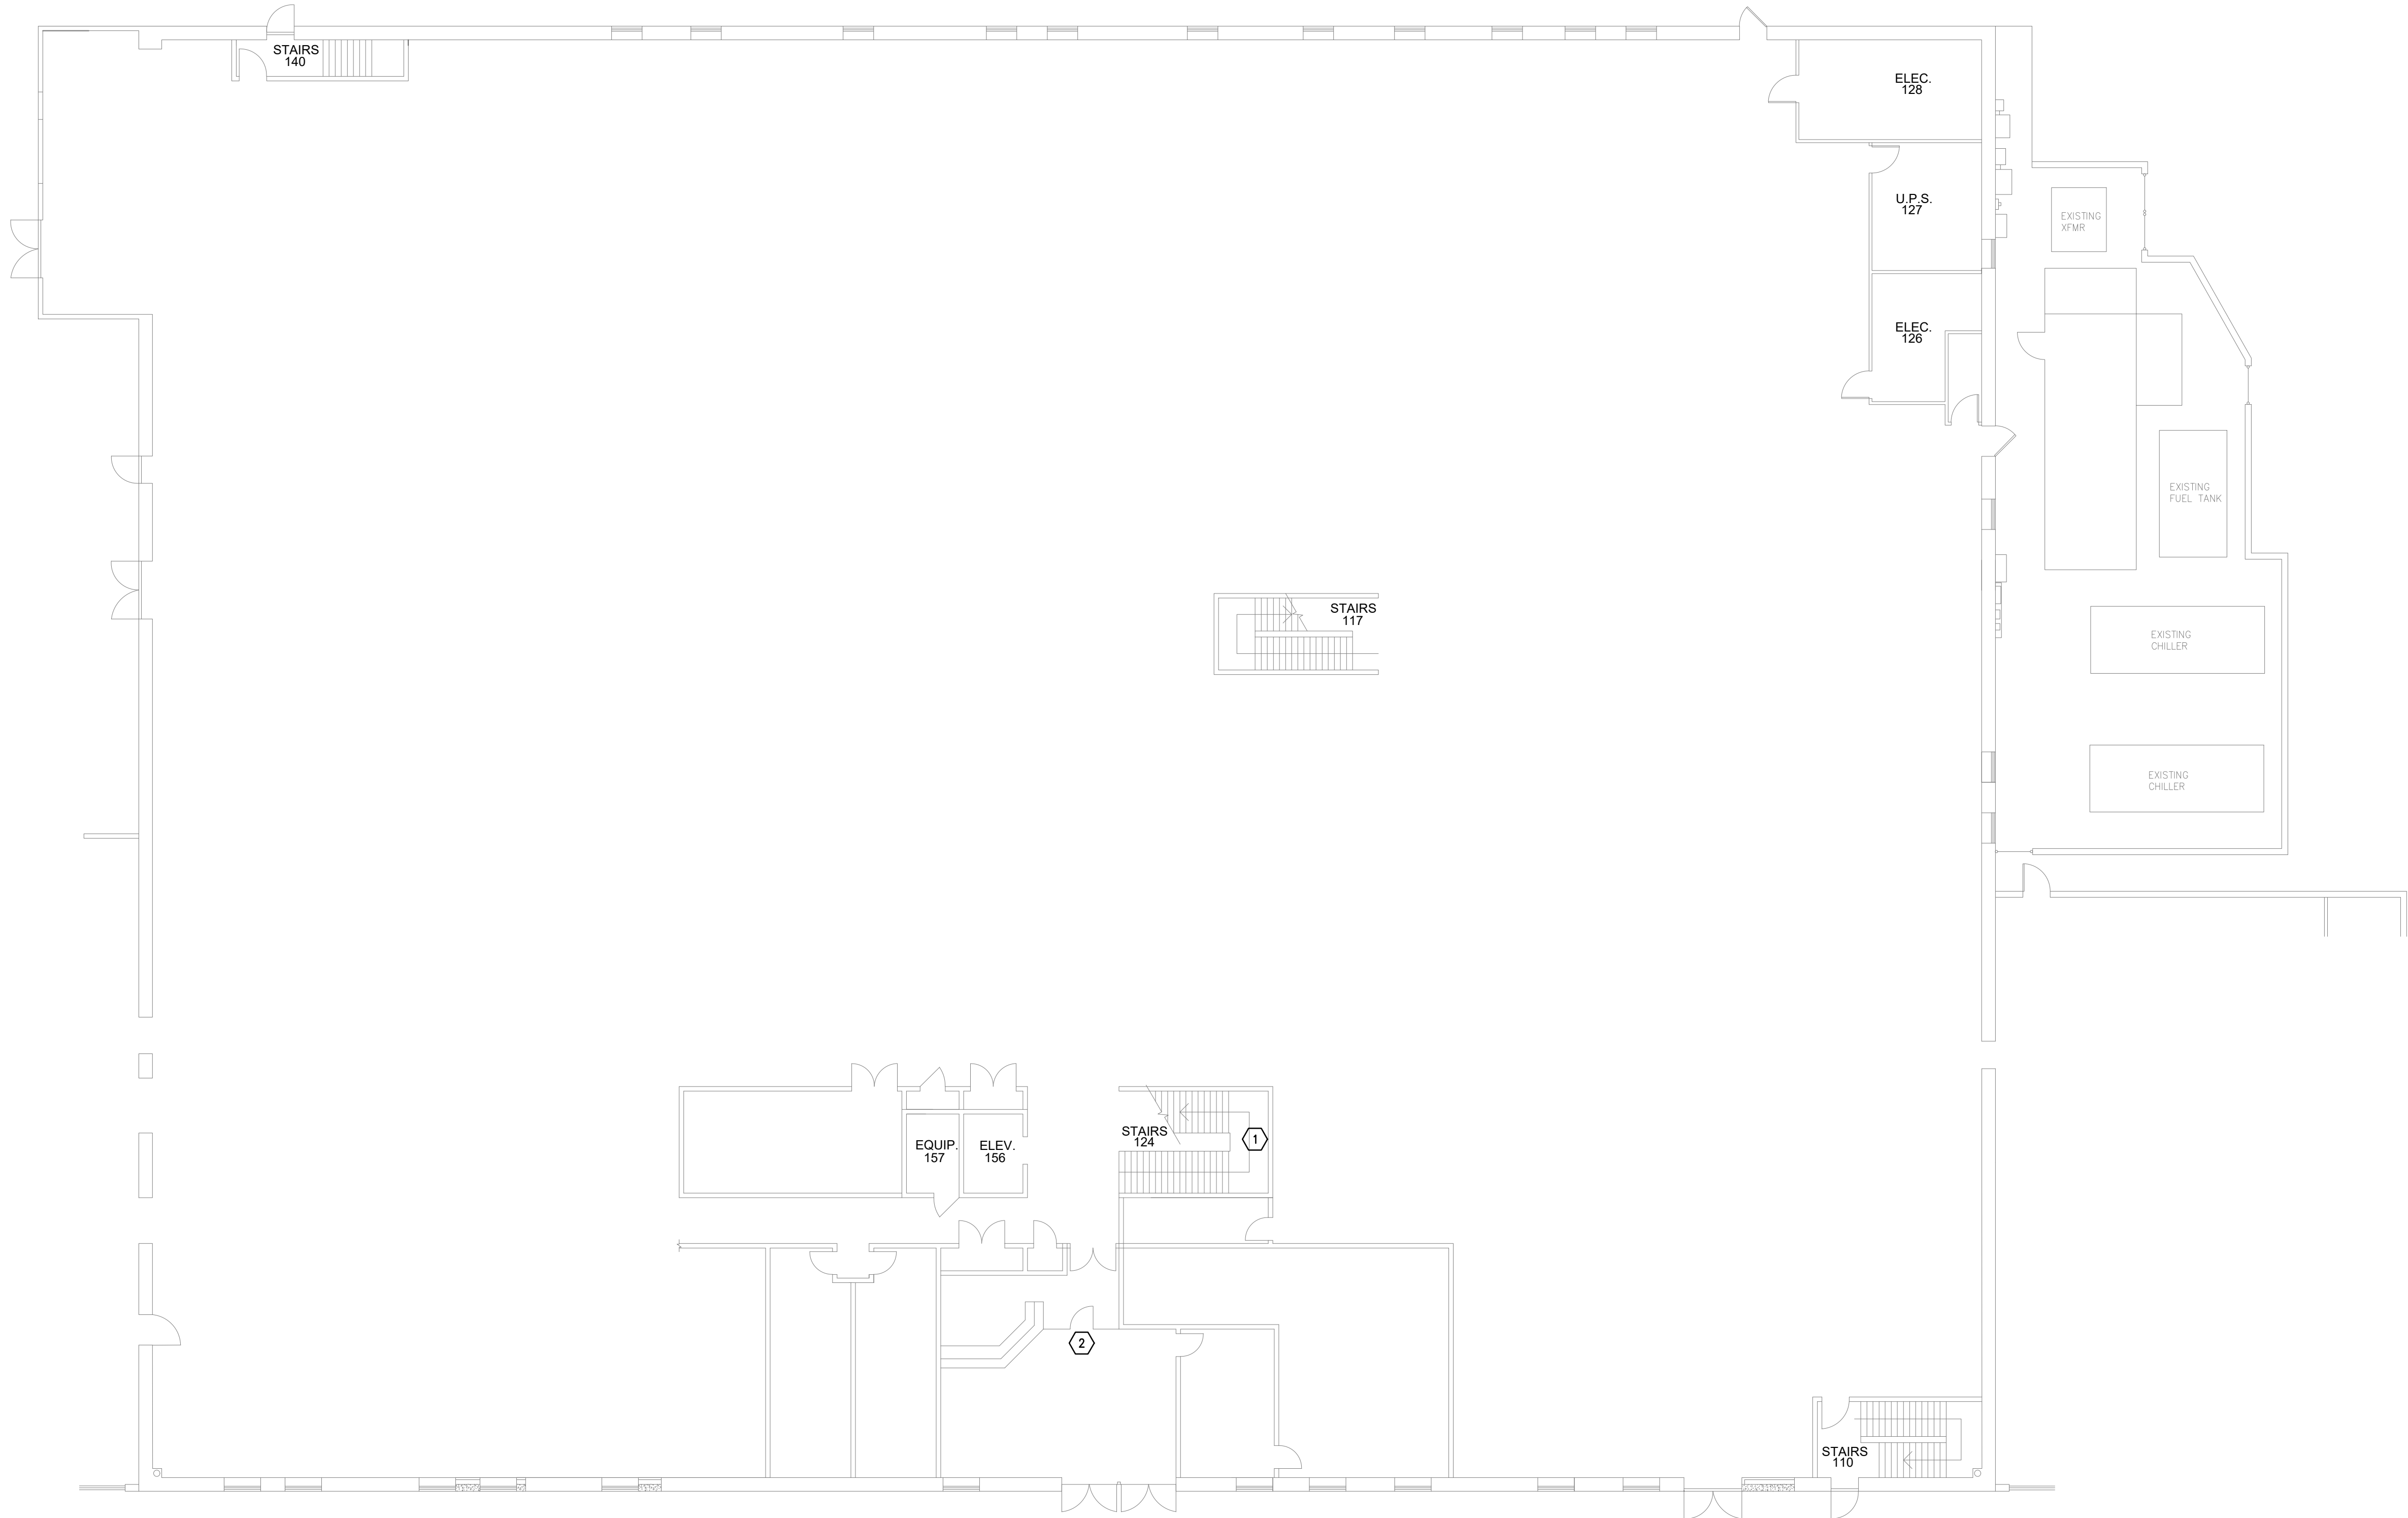 STAIRS
140
ELEC.
128
U.P.S.
127
EXISTING
XFMR
ELEC.
126
EXISTING
FUEL TANK
STAIRS
117
EXISTING
CHILLER
EXISTING
CHILLER
STAIRS
124
1
EQUIP.
157
ELEV.
156
2
STAIRS
110